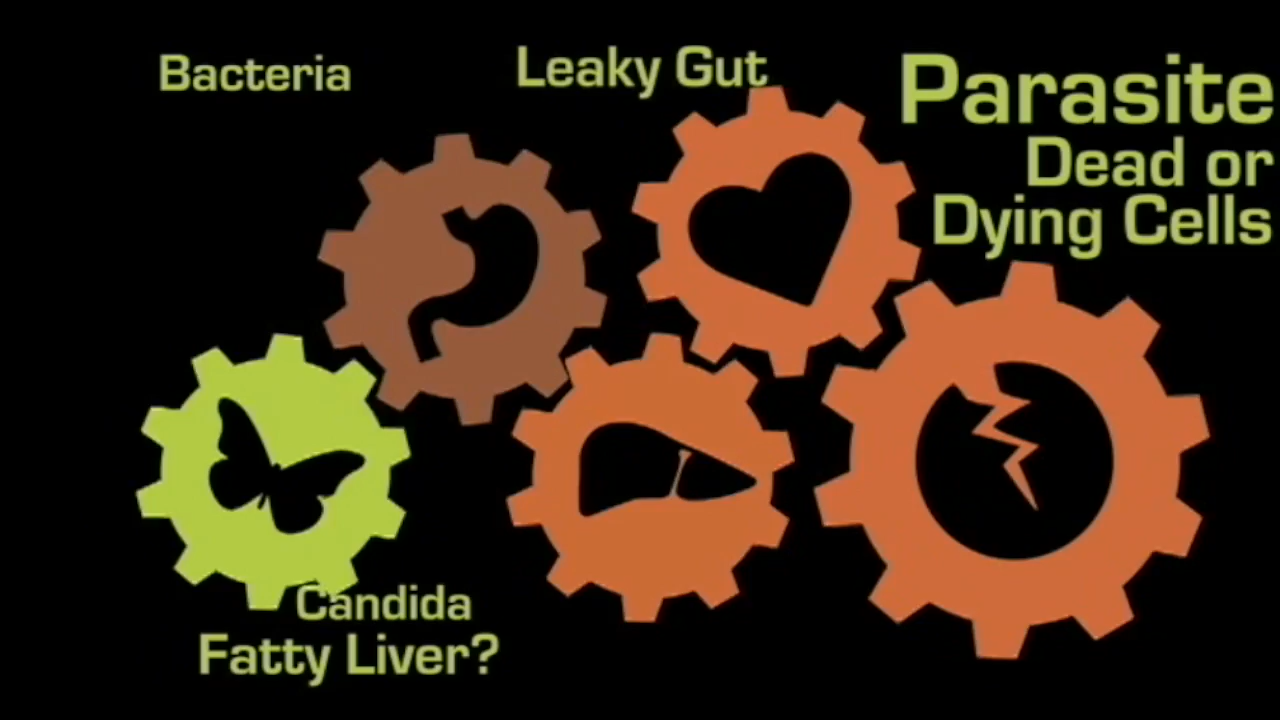 Bacteria
Leaky Gut
Parasite
Dead or
Dying Cells
Candida
Fatty Liver?